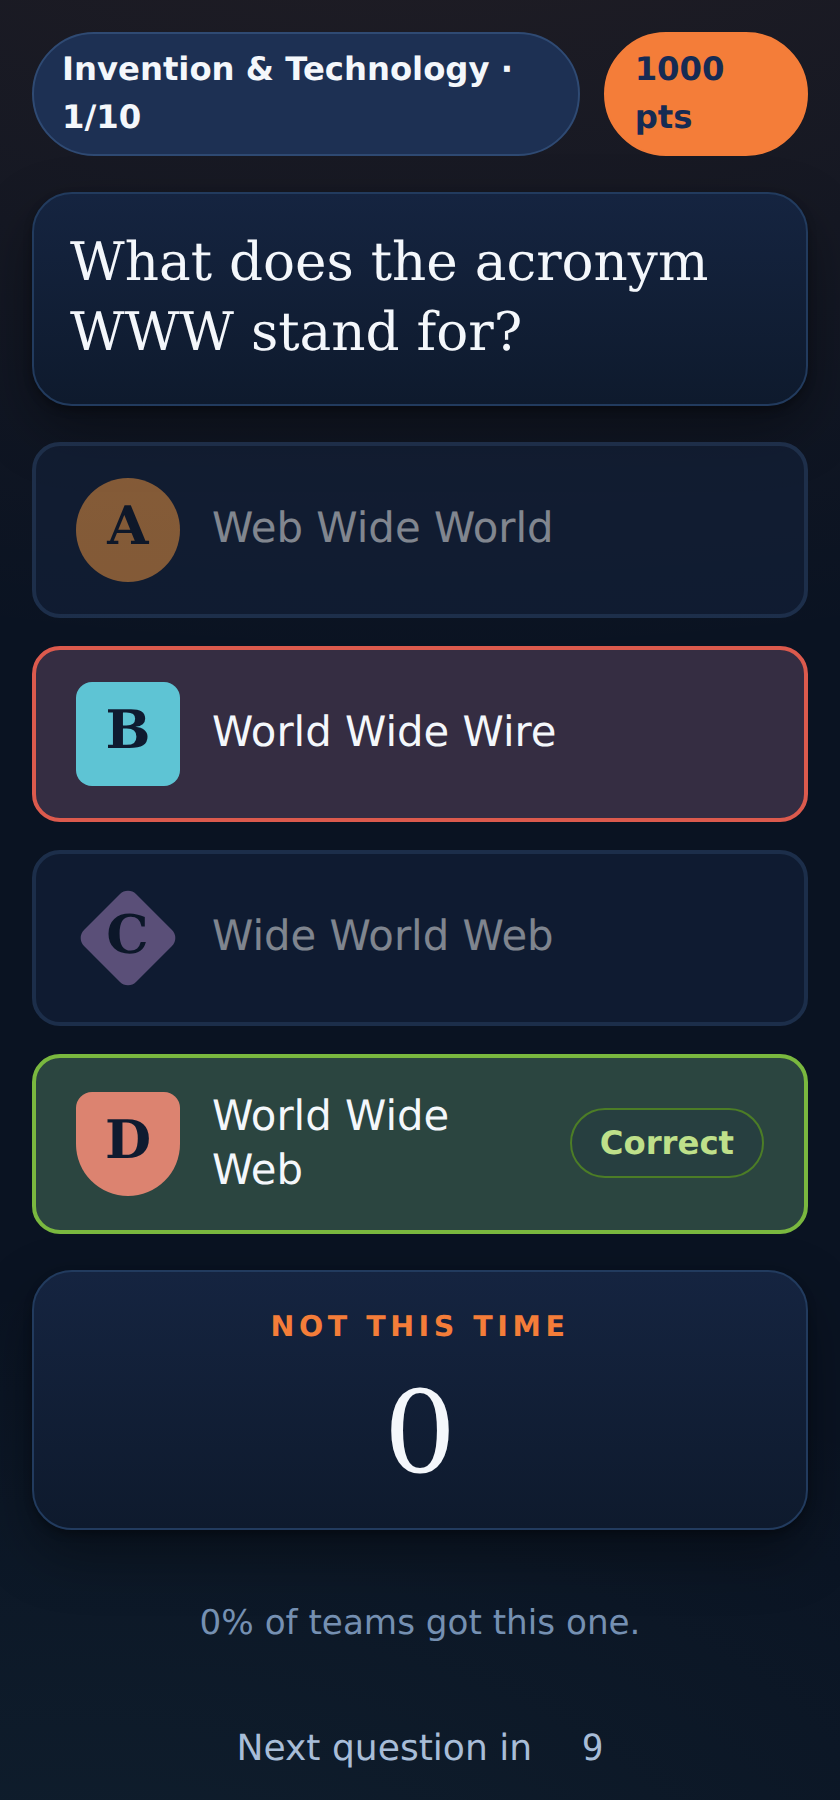 Invention & Technology ·
1/10
1000
pts
What does the acronym
WWW stand for?
A
Web Wide World
B
World Wide Wire
C
Wide World Web
D
World Wide
Web
Correct
NOT THIS TIME
0
0% of teams got this one.
Next question in 9